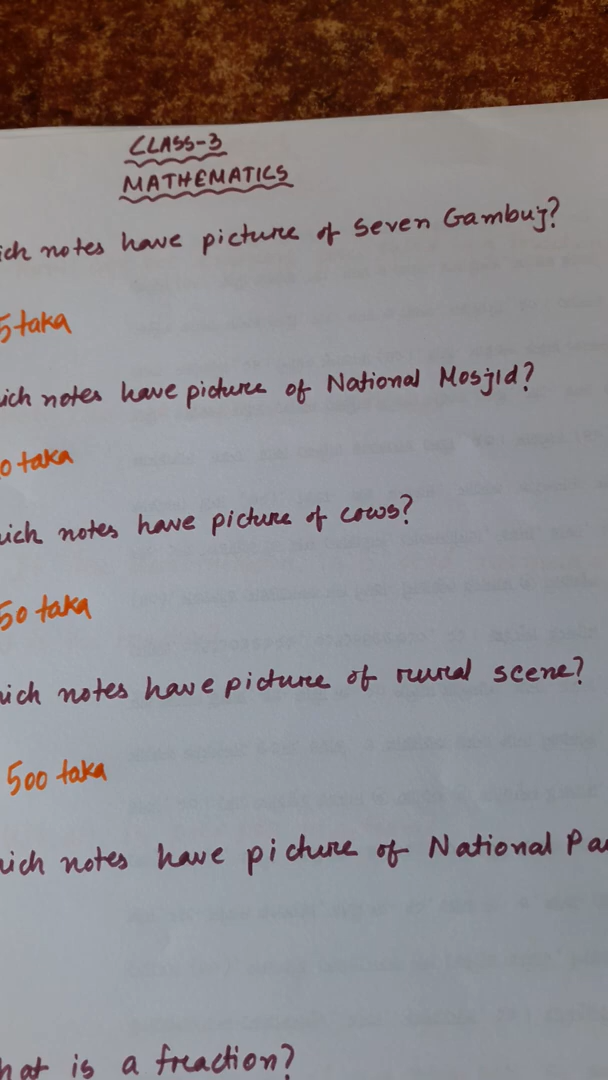 CLASS-3
MATHEMATICS
ich notes have picture of Seven Gambuj?
5 taka
ich notes have picture of National Mosjid?
0 taka
ich notes have picture of cows?
50 taka
ich notes have picture of rural scene?
500 taka
ich notes have picture of National Pa
hat is a fraction?